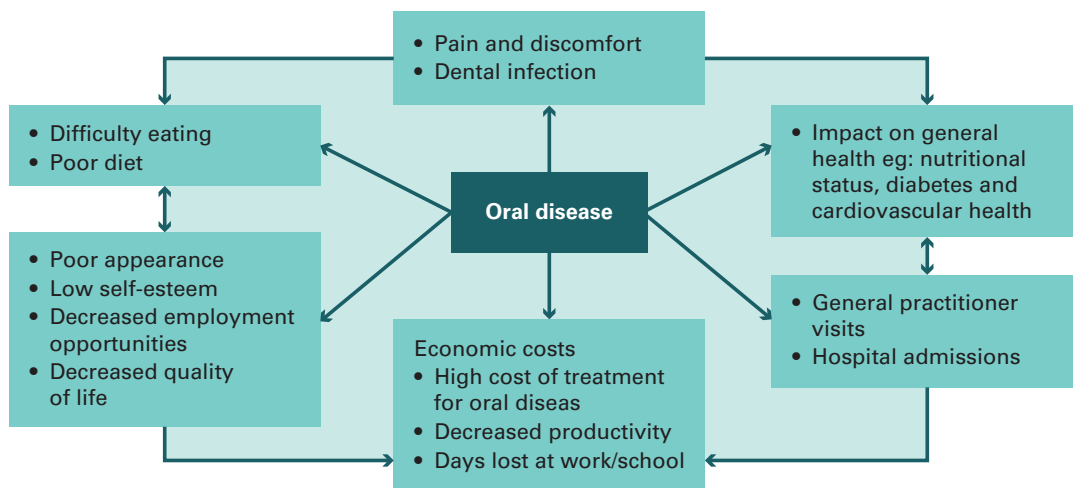 • Pain and discomfort
• Dental infection
• Difficulty eating
• Poor diet
• Impact on general
health eg: nutritional
status, diabetes and
cardiovascular health
Oral disease
• Poor appearance
• Low self-esteem
• Decreased employment
opportunities
• Decreased quality
of life
• General practitioner
visits
• Hospital admissions
Economic costs
• High cost of treatment
for oral diseas
• Decreased productivity
• Days lost at work/school